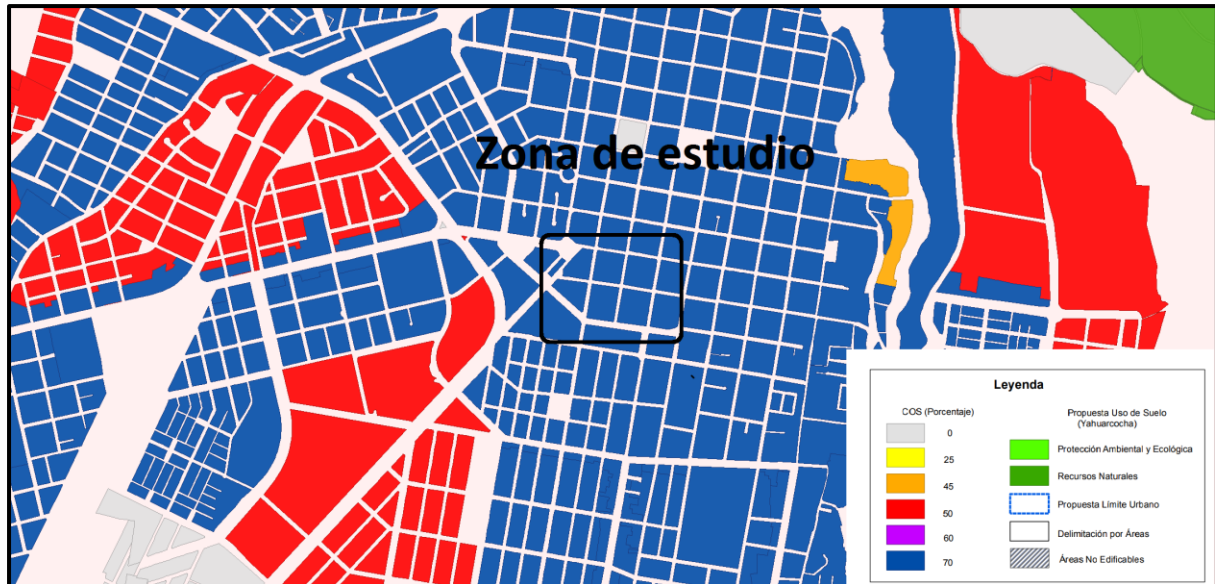 Zona de estudio
Leyenda
COS (Porcentaje)
0
25
45
50
60
70
Propuesta Uso de Suelo
(Yahuarcocha)
Protección Ambiental y Ecológica
Recursos Naturales
Propuesta Límite Urbano
Delimitación por Áreas
Áreas No Edificables